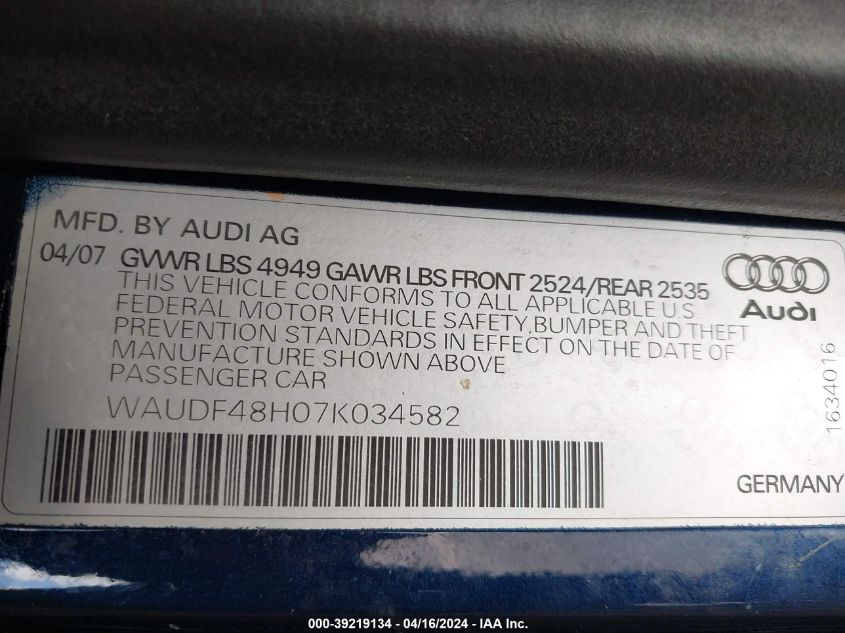 MFD. BY AUDI AG
04/07 GVWR LBS 4949 GAWR LBS FRONT 2524/REAR 2535
THIS VEHICLE CONFORMS TO ALL APPLICABLE U.S
FEDERAL MOTOR VEHICLE SAFETY, BUMPER AND THEFT
PREVENTION STANDARDS IN EFFECT ON THE DATE OF
MANUFACTURE SHOWN ABOVE
PASSENGER CAR
WAUDF48H07K034582
Audi
1634016
GERMANY
000-39219134 - 04/16/2024 - IAA Inc.